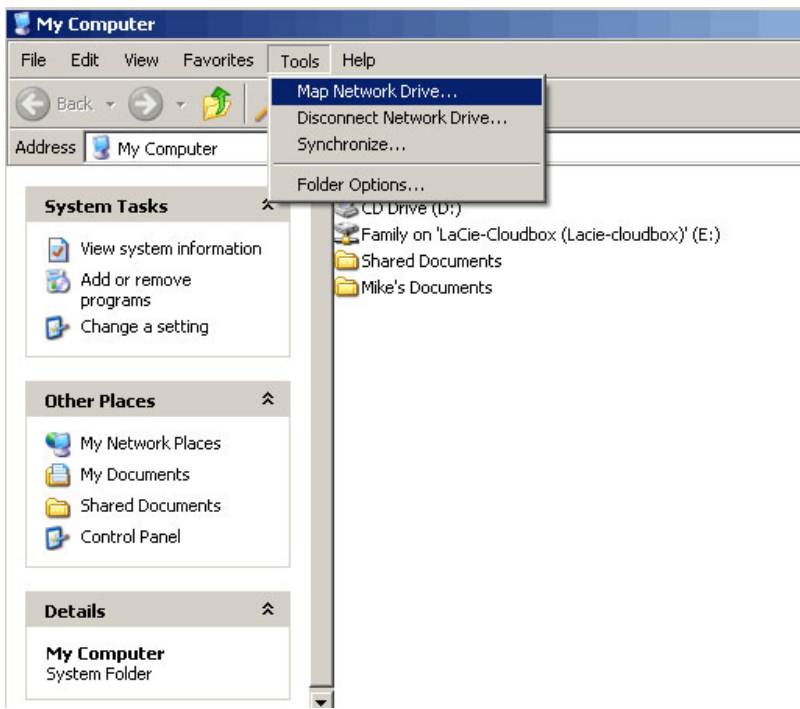 My Computer
File Edit View Favorites Tools Help
Map Network Drive...
Disconnect Network Drive...
Synchronize...
Folder Options...
Back
Address My Computer
System Tasks
View system information
Add or remove
programs
Change a setting
Other Places
My Network Places
My Documents
Shared Documents
Control Panel
Details
My Computer
System Folder
CD Drive (D:)
Family on 'LaCie-Cloudbox (Lacie-cloudbox)' (E:)
Shared Documents
Mike's Documents